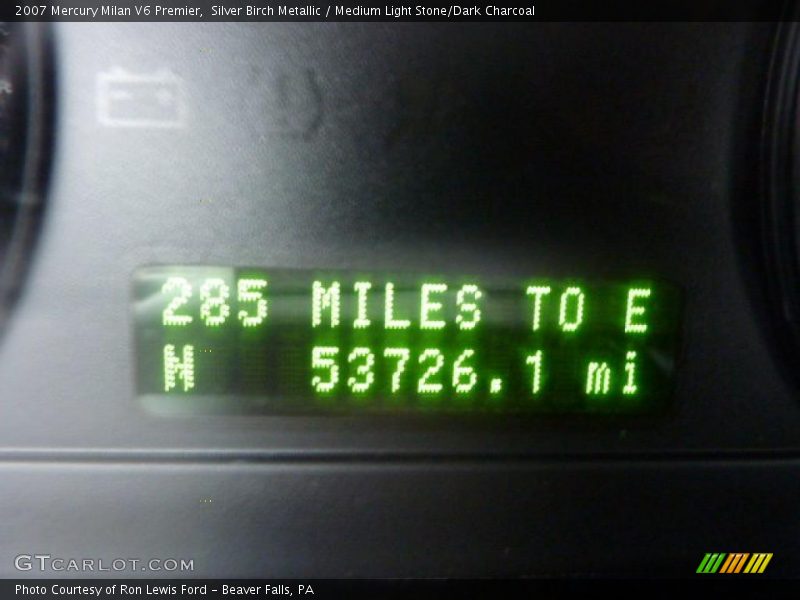 2007 Mercury Milan V6 Premier, Silver Birch Metallic / Medium Light Stone/Dark Charcoal
285 MILES TO E
N 53726.1 mi
GTCARLOT.COM
Photo Courtesy of Ron Lewis Ford - Beaver Falls, PA